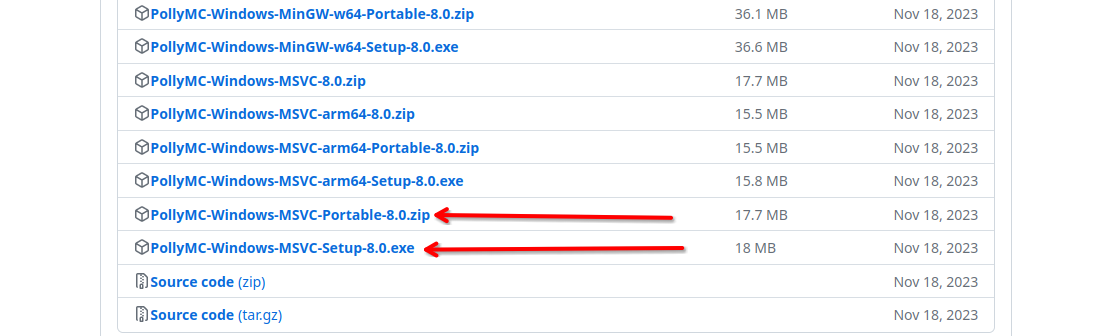 PollyMC-Windows-MinGW-w64-Portable-8.0.zip 36.1 MB Nov 18, 2023
PollyMC-Windows-MinGW-w64-Setup-8.0.exe 36.6 MB Nov 18, 2023
PollyMC-Windows-MSVC-8.0.zip 17.7 MB Nov 18, 2023
PollyMC-Windows-MSVC-arm64-8.0.zip 15.5 MB Nov 18, 2023
PollyMC-Windows-MSVC-arm64-Portable-8.0.zip 15.5 MB Nov 18, 2023
PollyMC-Windows-MSVC-arm64-Setup-8.0.exe 15.8 MB Nov 18, 2023
PollyMC-Windows-MSVC-Portable-8.0.zip 17.7 MB Nov 18, 2023
PollyMC-Windows-MSVC-Setup-8.0.exe 18 MB Nov 18, 2023
Source code (zip) Nov 18, 2023
Source code (tar.gz) Nov 18, 2023